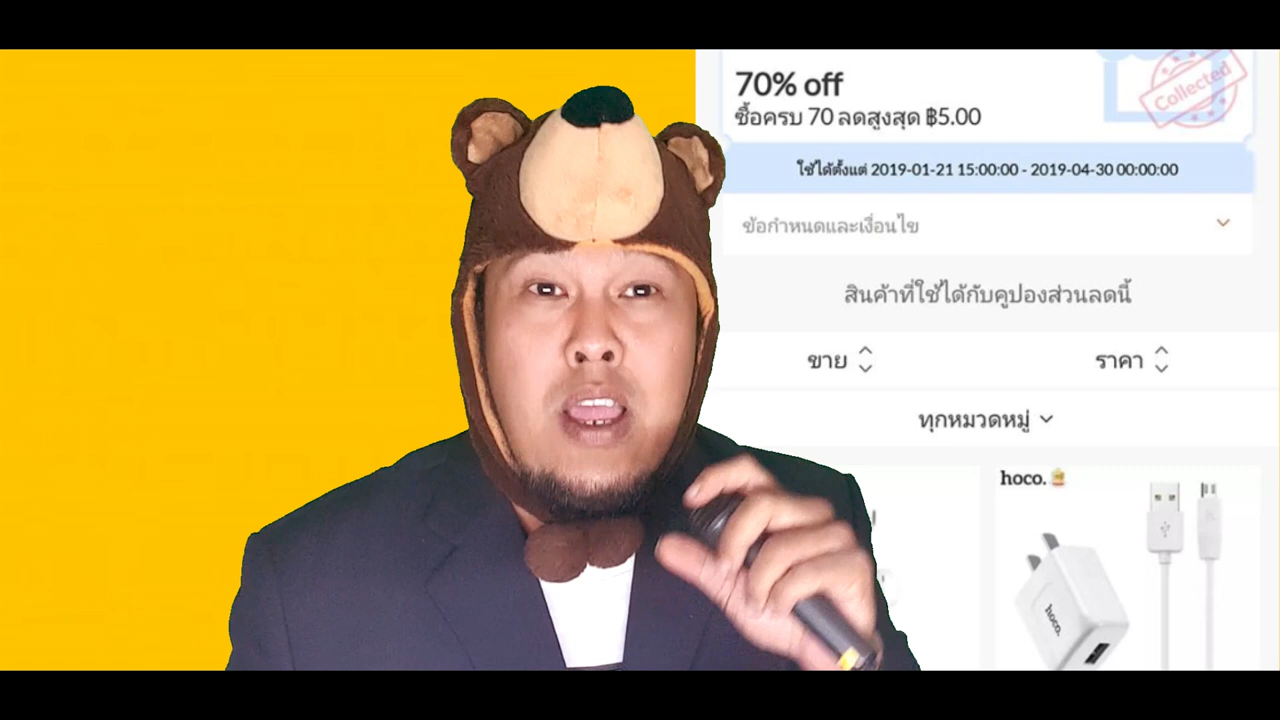 70% off
Collected
ซื้อครบ 70 ลดสูงสุด ฿5.00
ใช้ได้ตั้งแต่ 2019-01-21 15:00:00 - 2019-04-30 00:00:00
ข้อกำหนดและเงื่อนไข
สินค้าที่ใช้ได้กับคูปองส่วนลดนี้
ขาย ราคา
ทุกหมวดหมู่
hoco.
hoco.